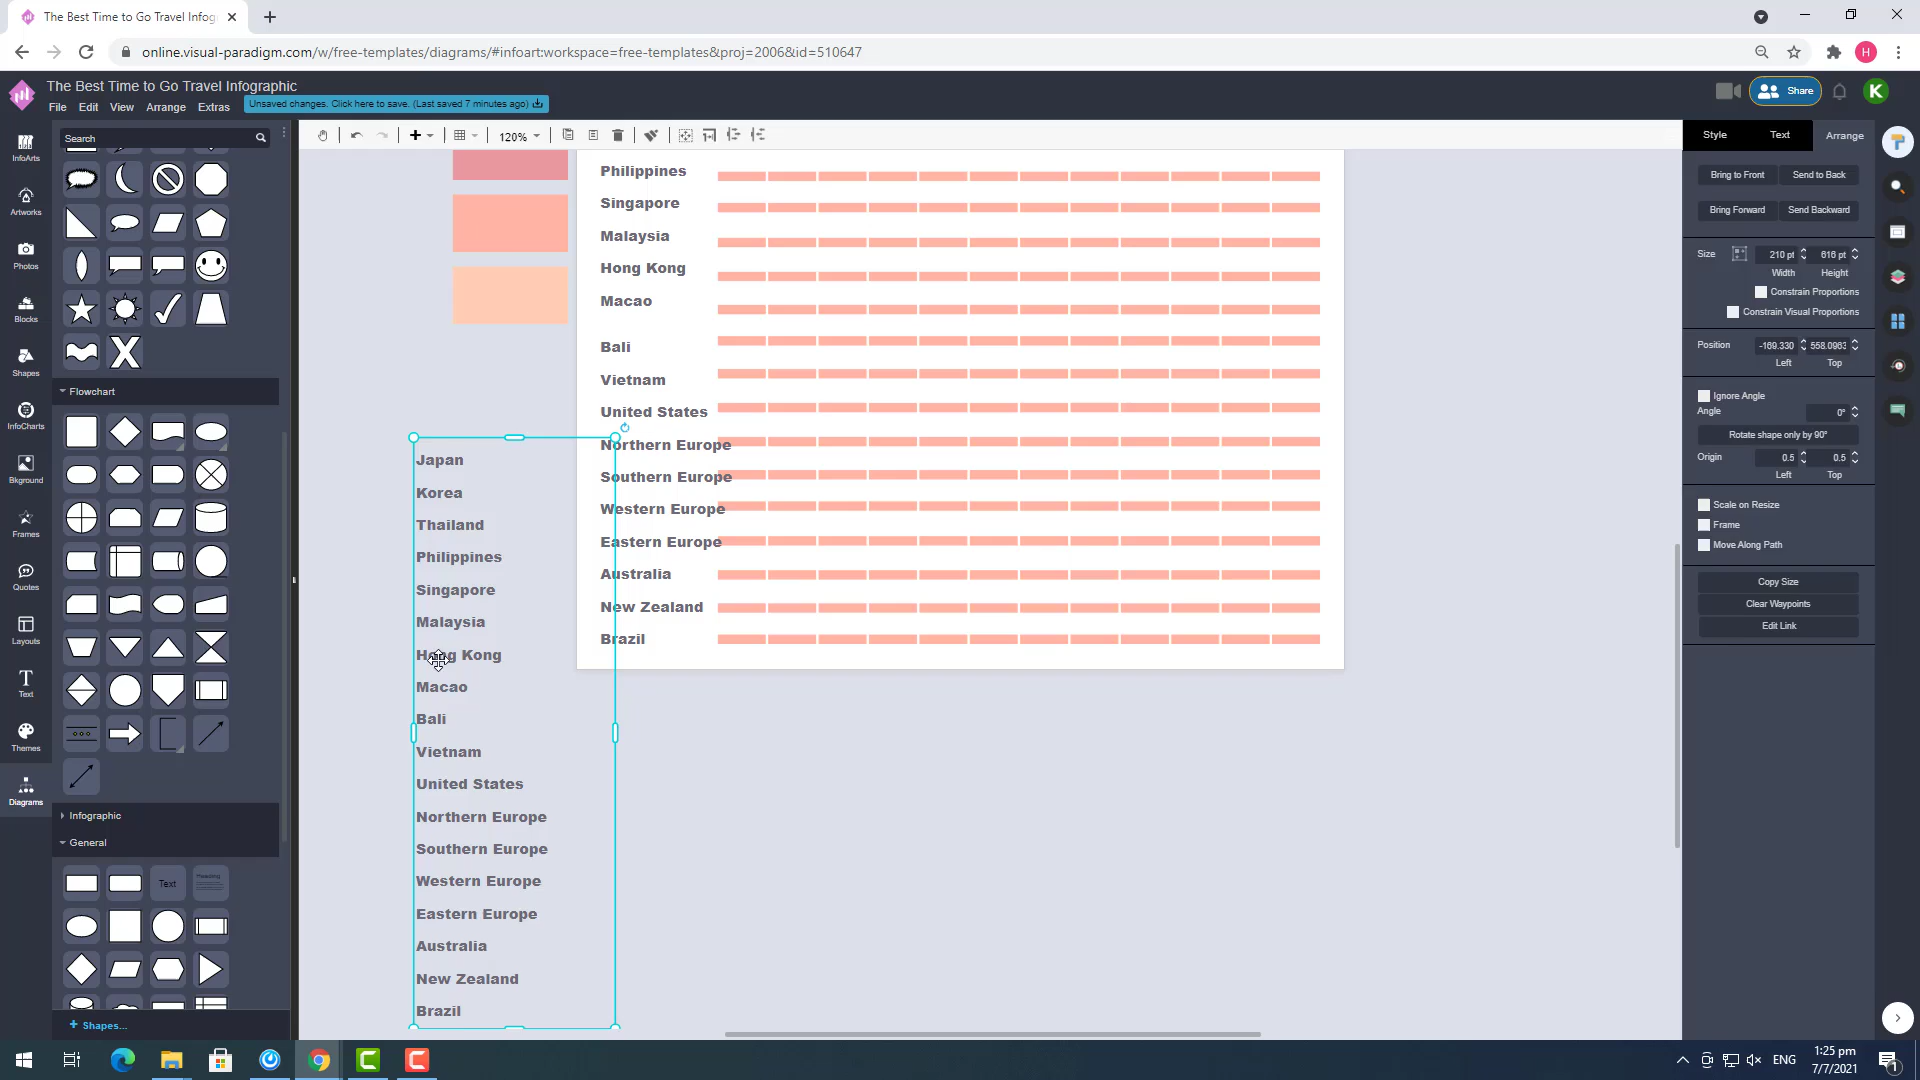 The Best Time to Go Travel Infog
online.visual-paradigm.com/w/free-templates/diagrams/#infoart:workspace=free-templates&proj=2006&id=510647
H
The Best Time to Go Travel Infographic
File Edit View Arrange Extras
Unsaved changes. Click here to save. (Last saved 7 minutes ago)
Share
K
Search
120%
Style Text Arrange
InfoArts
Artworks
Photos
Blocks
Shapes
InfoCharts
Bkground
Frames
Quotes
Layouts
Text
Themes
Diagrams
Flowchart
Infographic
General
Text
Heading
+ Shapes...
Philippines
Singapore
Malaysia
Hong Kong
Macao
Bali
Vietnam
United States
Northern Europe
Southern Europe
Western Europe
Eastern Europe
Australia
New Zealand
Brazil
Japan
Korea
Thailand
Philippines
Singapore
Malaysia
Hong Kong
Macao
Bali
Vietnam
United States
Northern Europe
Southern Europe
Western Europe
Eastern Europe
Australia
New Zealand
Brazil
Bring to Front Send to Back
Bring Forward Send Backward
Size 210 pt 616 pt
Width Height
Constrain Proportions
Constrain Visual Proportions
Position -169.330 558.0963
Left Top
Ignore Angle
Angle 0°
Rotate shape only by 90°
Origin 0.5 0.5
Left Top
Scale on Resize
Frame
Move Along Path
Copy Size
Clear Waypoints
Edit Link
ENG
1:25 pm
7/7/2021
1